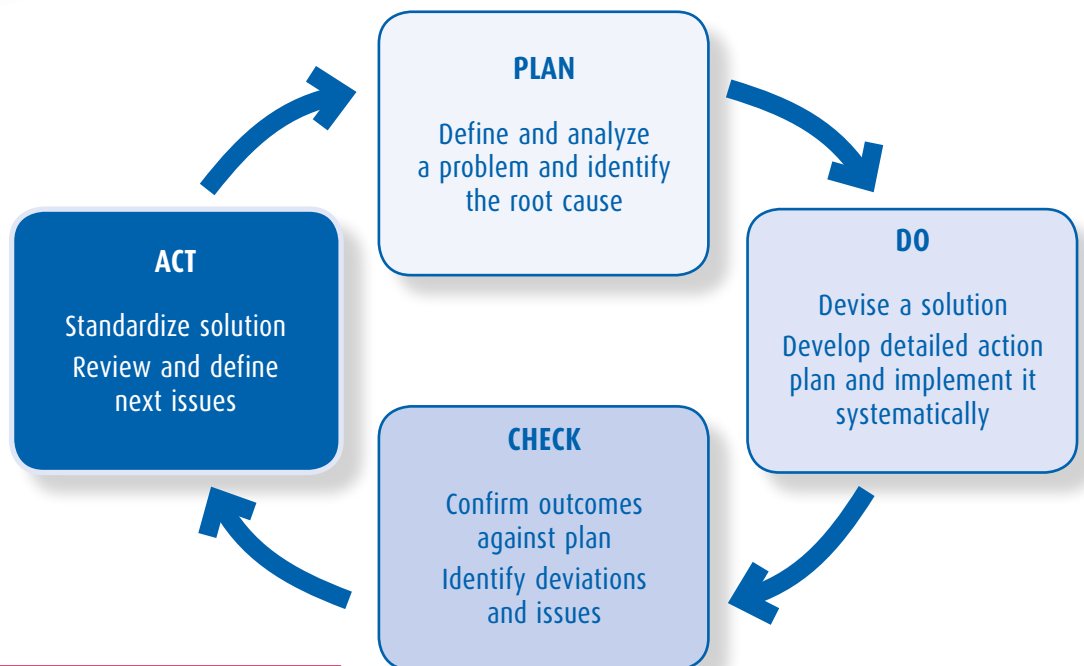 PLAN
Define and analyze
a problem and identify
the root cause
DO
Devise a solution
Develop detailed action
plan and implement it
systematically
CHECK
Confirm outcomes
against plan
Identify deviations
and issues
ACT
Standardize solution
Review and define
next issues